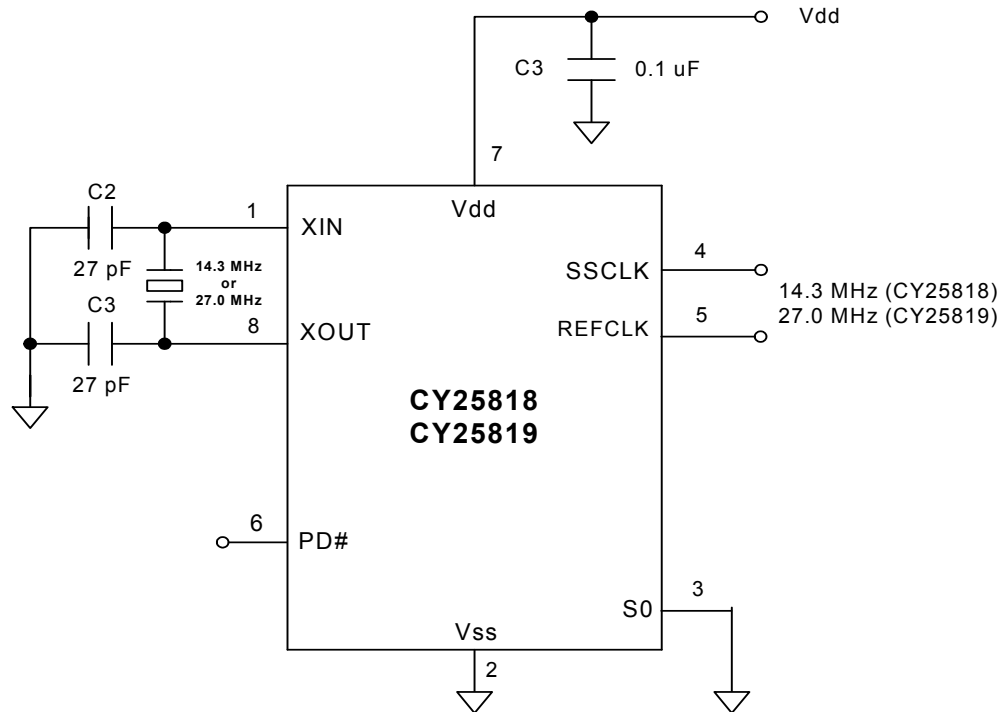 Vdd
C3
0.1 uF
7
Vdd
C2
27 pF
1
XIN
14.3 MHz
or
27.0 MHz
C3
27 pF
8
XOUT
SSCLK
4
REFCLK
5
14.3 MHz (CY25818)
27.0 MHz (CY25819)
CY25818
CY25819
6
PD#
S0
3
Vss
2